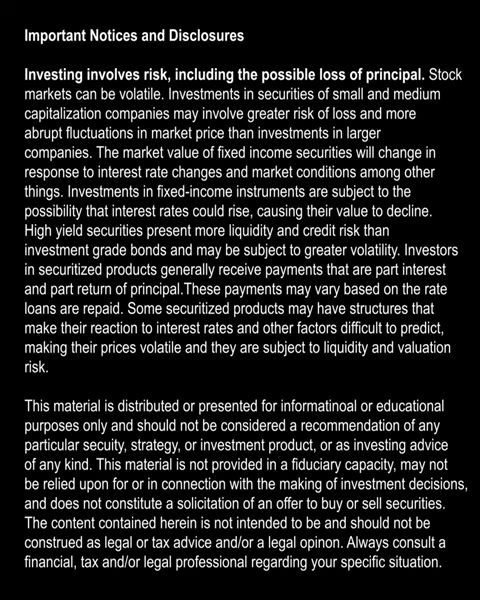 Important Notices and Disclosures
Investing involves risk, including the possible loss of principal. Stock
markets can be volatile. Investments in securities of small and medium
capitalization companies may involve greater risk of loss and more
abrupt fluctuations in market price than investments in larger
companies. The market value of fixed income securities will change in
response to interest rate changes and market conditions among other
things. Investments in fixed-income instruments are subject to the
possibility that interest rates could rise, causing their value to decline.
High yield securities present more liquidity and credit risk than
investment grade bonds and may be subject to greater volatility. Investors
in securitized products generally receive payments that are part interest
and part return of principal.These payments may vary based on the rate
loans are repaid. Some securitized products may have structures that
make their reaction to interest rates and other factors difficult to predict,
making their prices volatile and they are subject to liquidity and valuation
risk.
This material is distributed or presented for informatinoal or educational
purposes only and should not be considered a recommendation of any
particular secuity, strategy, or investment product, or as investing advice
of any kind. This material is not provided in a fiduciary capacity, may not
be relied upon for or in connection with the making of investment decisions,
and does not constitute a solicitation of an offer to buy or sell securities.
The content contained herein is not intended to be and should not be
construed as legal or tax advice and/or a legal opinon. Always consult a
financial, tax and/or legal professional regarding your specific situation.